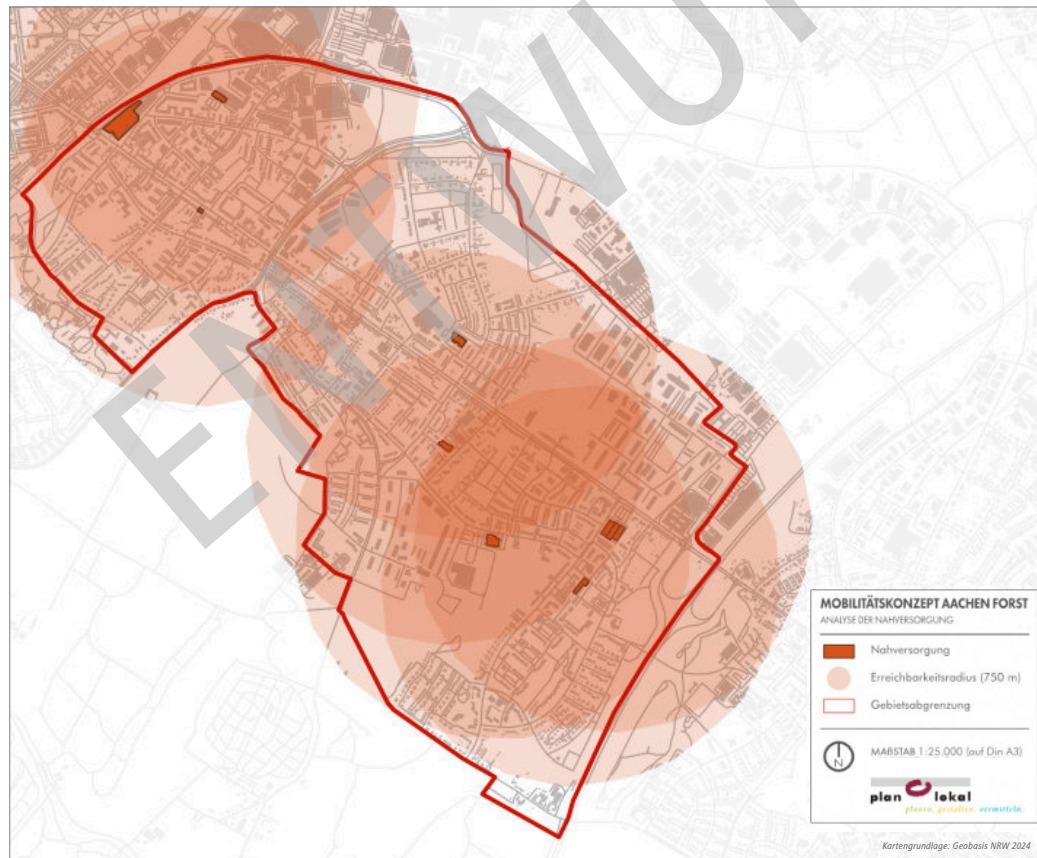 ENTWU
MOBILITÄTSKONZEPT AACHEN FORST
ANALYSE DER NAHVERSORGUNG
Nahversorgung
Erreichbarkeitsradius (750 m)
Gebietsabgrenzung
N
MAßSTAB 1:25.000 (auf Din A3)
plan lokal
planen. gestalten. vermitteln.
Kartengrundlage: Geobasis NRW 2024